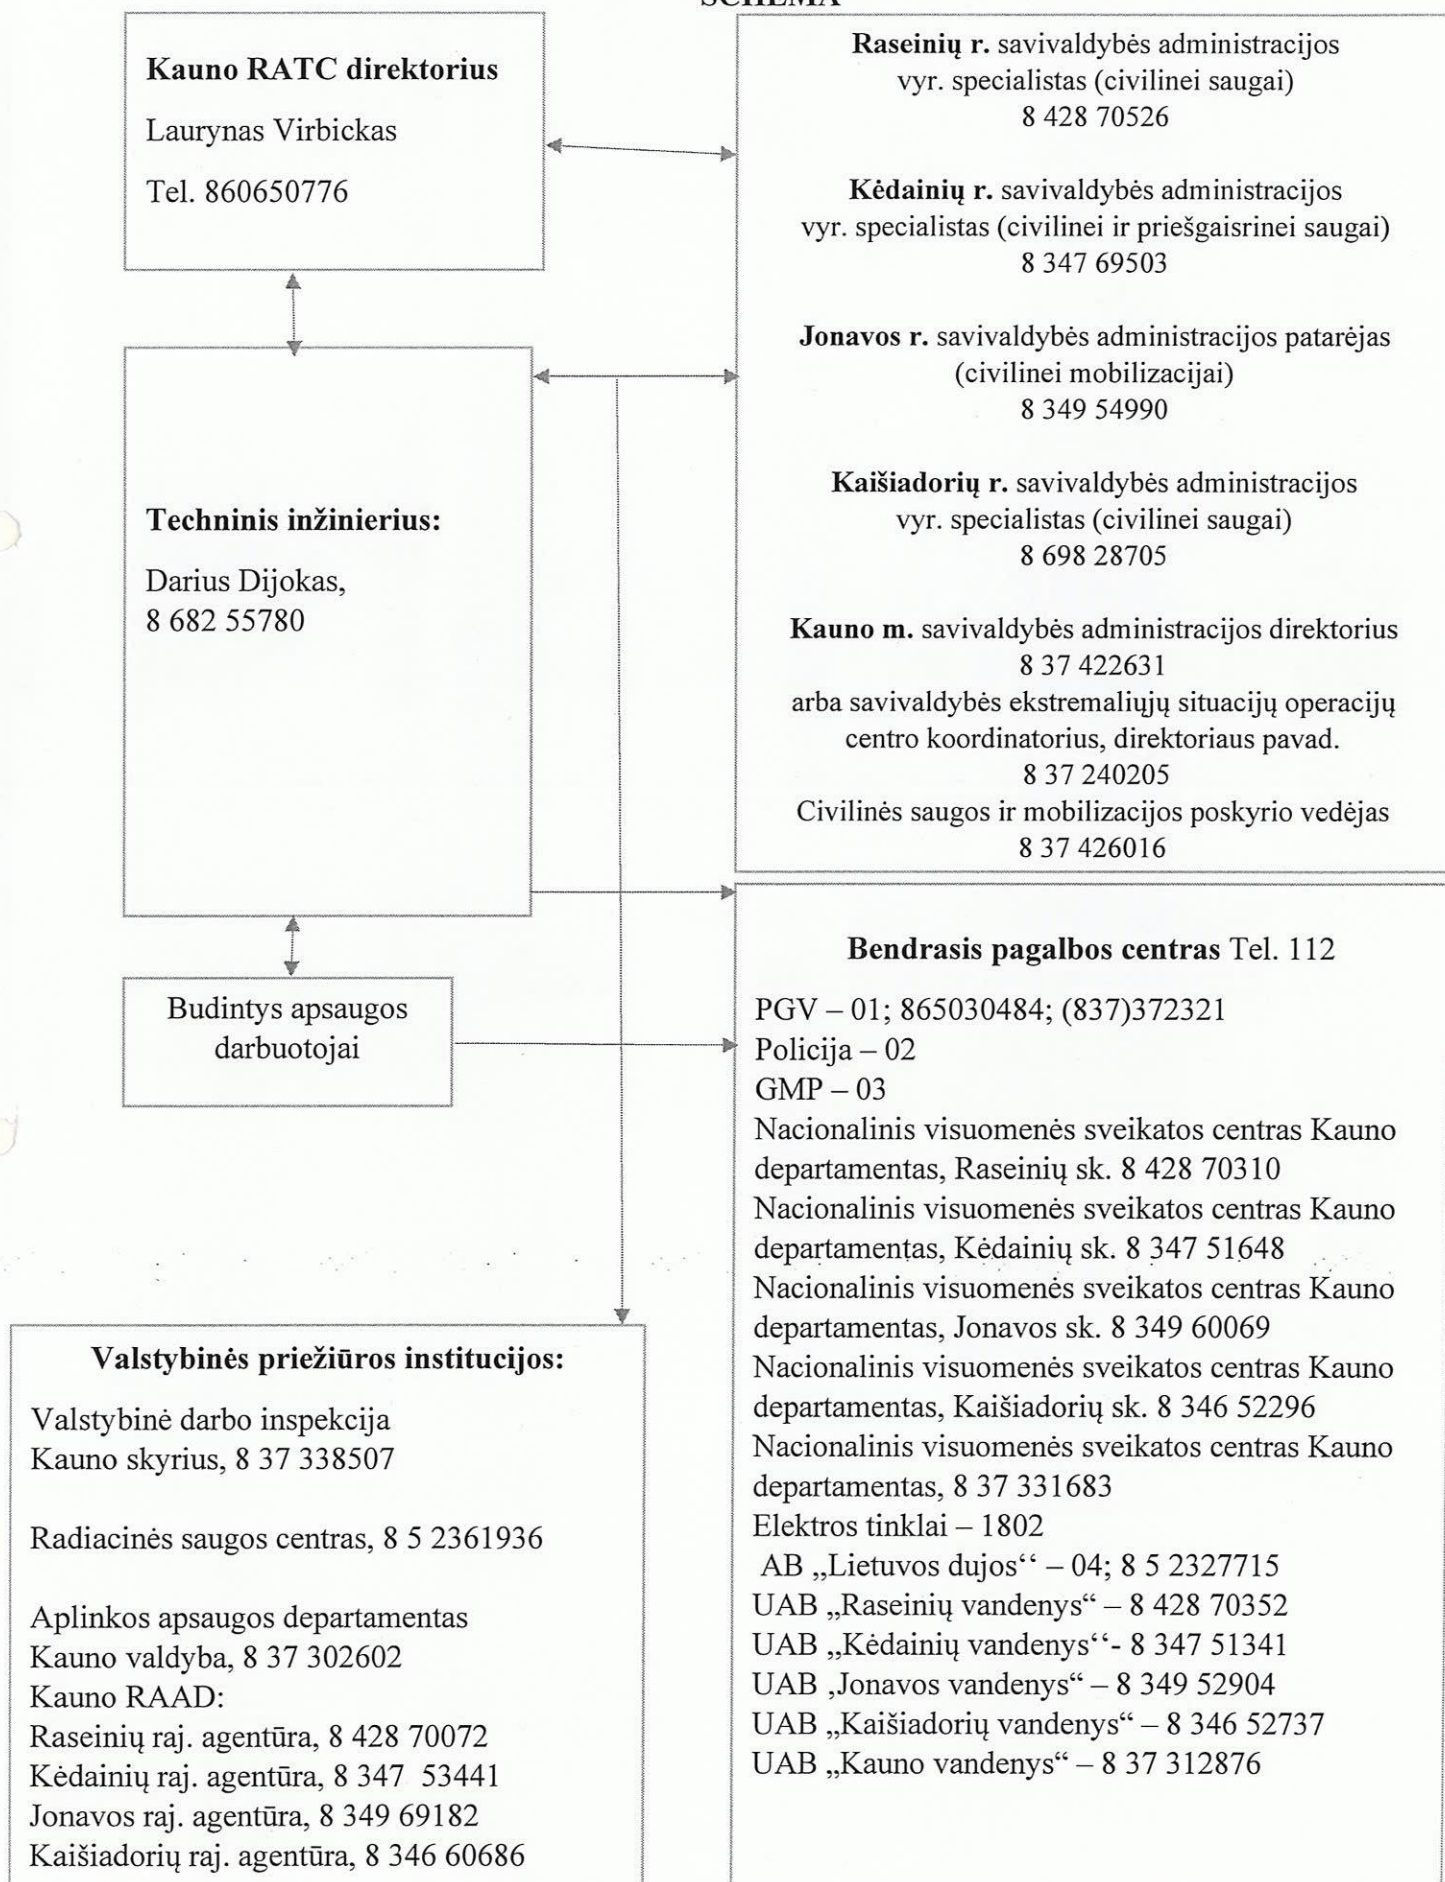 SCHEMA
Kauno RATC direktorius
Laurynas Virbickas
Tel. 860650776
Raseinių r. savivaldybės administracijos
vyr. specialistas (civilinei saugai)
8 428 70526
Kėdainių r. savivaldybės administracijos
vyr. specialistas (civilinei ir priešgaisrinei saugai)
8 347 69503
Jonavos r. savivaldybės administracijos patarėjas
(civilinei mobilizacijai)
8 349 54990
Kaišiadorių r. savivaldybės administracijos
vyr. specialistas (civilinei saugai)
8 698 28705
Kauno m. savivaldybės administracijos direktorius
8 37 422631
arba savivaldybės ekstremaliųjų situacijų operacijų
centro koordinatorius, direktoriaus pavad.
8 37 240205
Civilinės saugos ir mobilizacijos poskyrio vedėjas
8 37 426016
Techninis inžinierius:
Darius Dijokas,
8 682 55780
Budintys apsaugos
darbuotojai
Bendrasis pagalbos centras Tel. 112
PGV – 01; 865030484; (837)372321
Policija – 02
GMP – 03
Nacionalinis visuomenės sveikatos centras Kauno
departamentas, Raseinių sk. 8 428 70310
Nacionalinis visuomenės sveikatos centras Kauno
departamentas, Kėdainių sk. 8 347 51648
Nacionalinis visuomenės sveikatos centras Kauno
departamentas, Jonavos sk. 8 349 60069
Nacionalinis visuomenės sveikatos centras Kauno
departamentas, Kaišiadorių sk. 8 346 52296
Nacionalinis visuomenės sveikatos centras Kauno
departamentas, 8 37 331683
Elektros tinklai – 1802
AB „Lietuvos dujos‘‘ – 04; 8 5 2327715
UAB „Raseinių vandenys“ – 8 428 70352
UAB „Kėdainių vandenys‘‘- 8 347 51341
UAB ‚Jonavos vandenys“ – 8 349 52904
UAB „Kaišiadorių vandenys“ – 8 346 52737
UAB „Kauno vandenys“ – 8 37 312876
Valstybinės priežiūros institucijos:
Valstybinė darbo inspekcija
Kauno skyrius, 8 37 338507
Radiacinės saugos centras, 8 5 2361936
Aplinkos apsaugos departamentas
Kauno valdyba, 8 37 302602
Kauno RAAD:
Raseinių raj. agentūra, 8 428 70072
Kėdainių raj. agentūra, 8 347 53441
Jonavos raj. agentūra, 8 349 69182
Kaišiadorių raj. agentūra, 8 346 60686